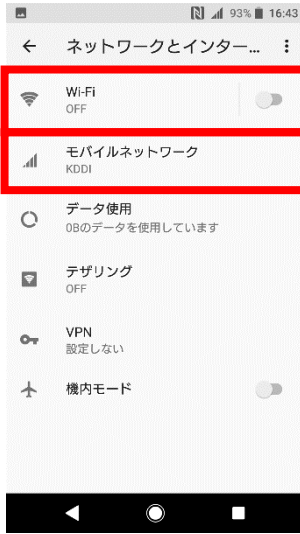 93% 16:43
ネットワークとインター...
Wi-Fi
OFF
モバイルネットワーク
KDDI
データ使用
0Bのデータを使用しています
テザリング
OFF
VPN
設定しない
機内モード